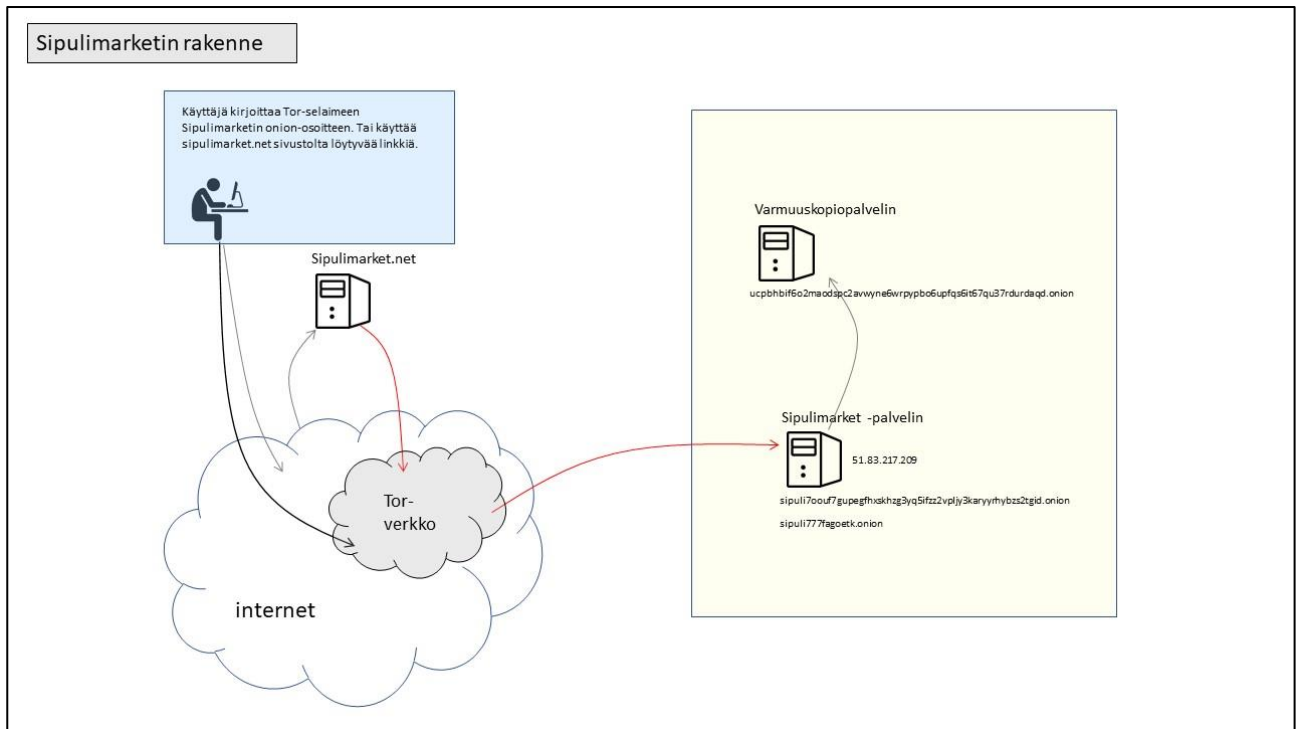 Sipulimarketin rakenne
Käyttäjä kirjoittaa Tor-selaimeen
Sipulimarketin onion-osoitteen. Tai käyttää
sipulimarket.net sivustolta löytyvää linkkiä.
Sipulimarket.net
Tor-
verkko
internet
Varmuuskopiopalvelin
ucpbhbif6o2maodspc2avwyne6wrpypbo6upfqs6it67qu37rdurdaqd.onion
Sipulimarket -palvelin
51.83.217.209
sipuli7oouf7gupegfhxskhzg3yq5ifzz2vpljy3karyyrhybzs2tgid.onion
sipuli777fagoetk.onion